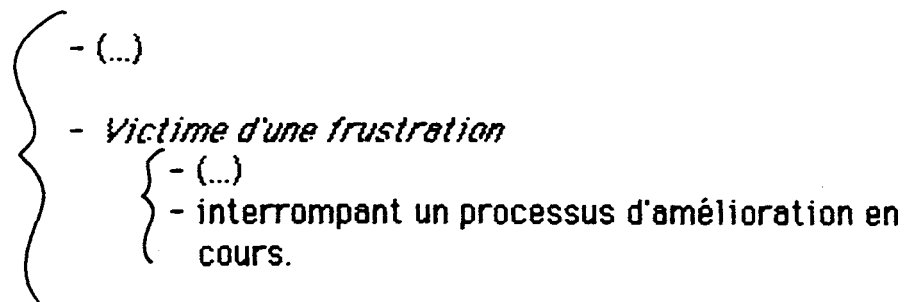 - (...)
- Victime d'une frustration
- (...)
- interrompant un processus d'amélioration en
cours.